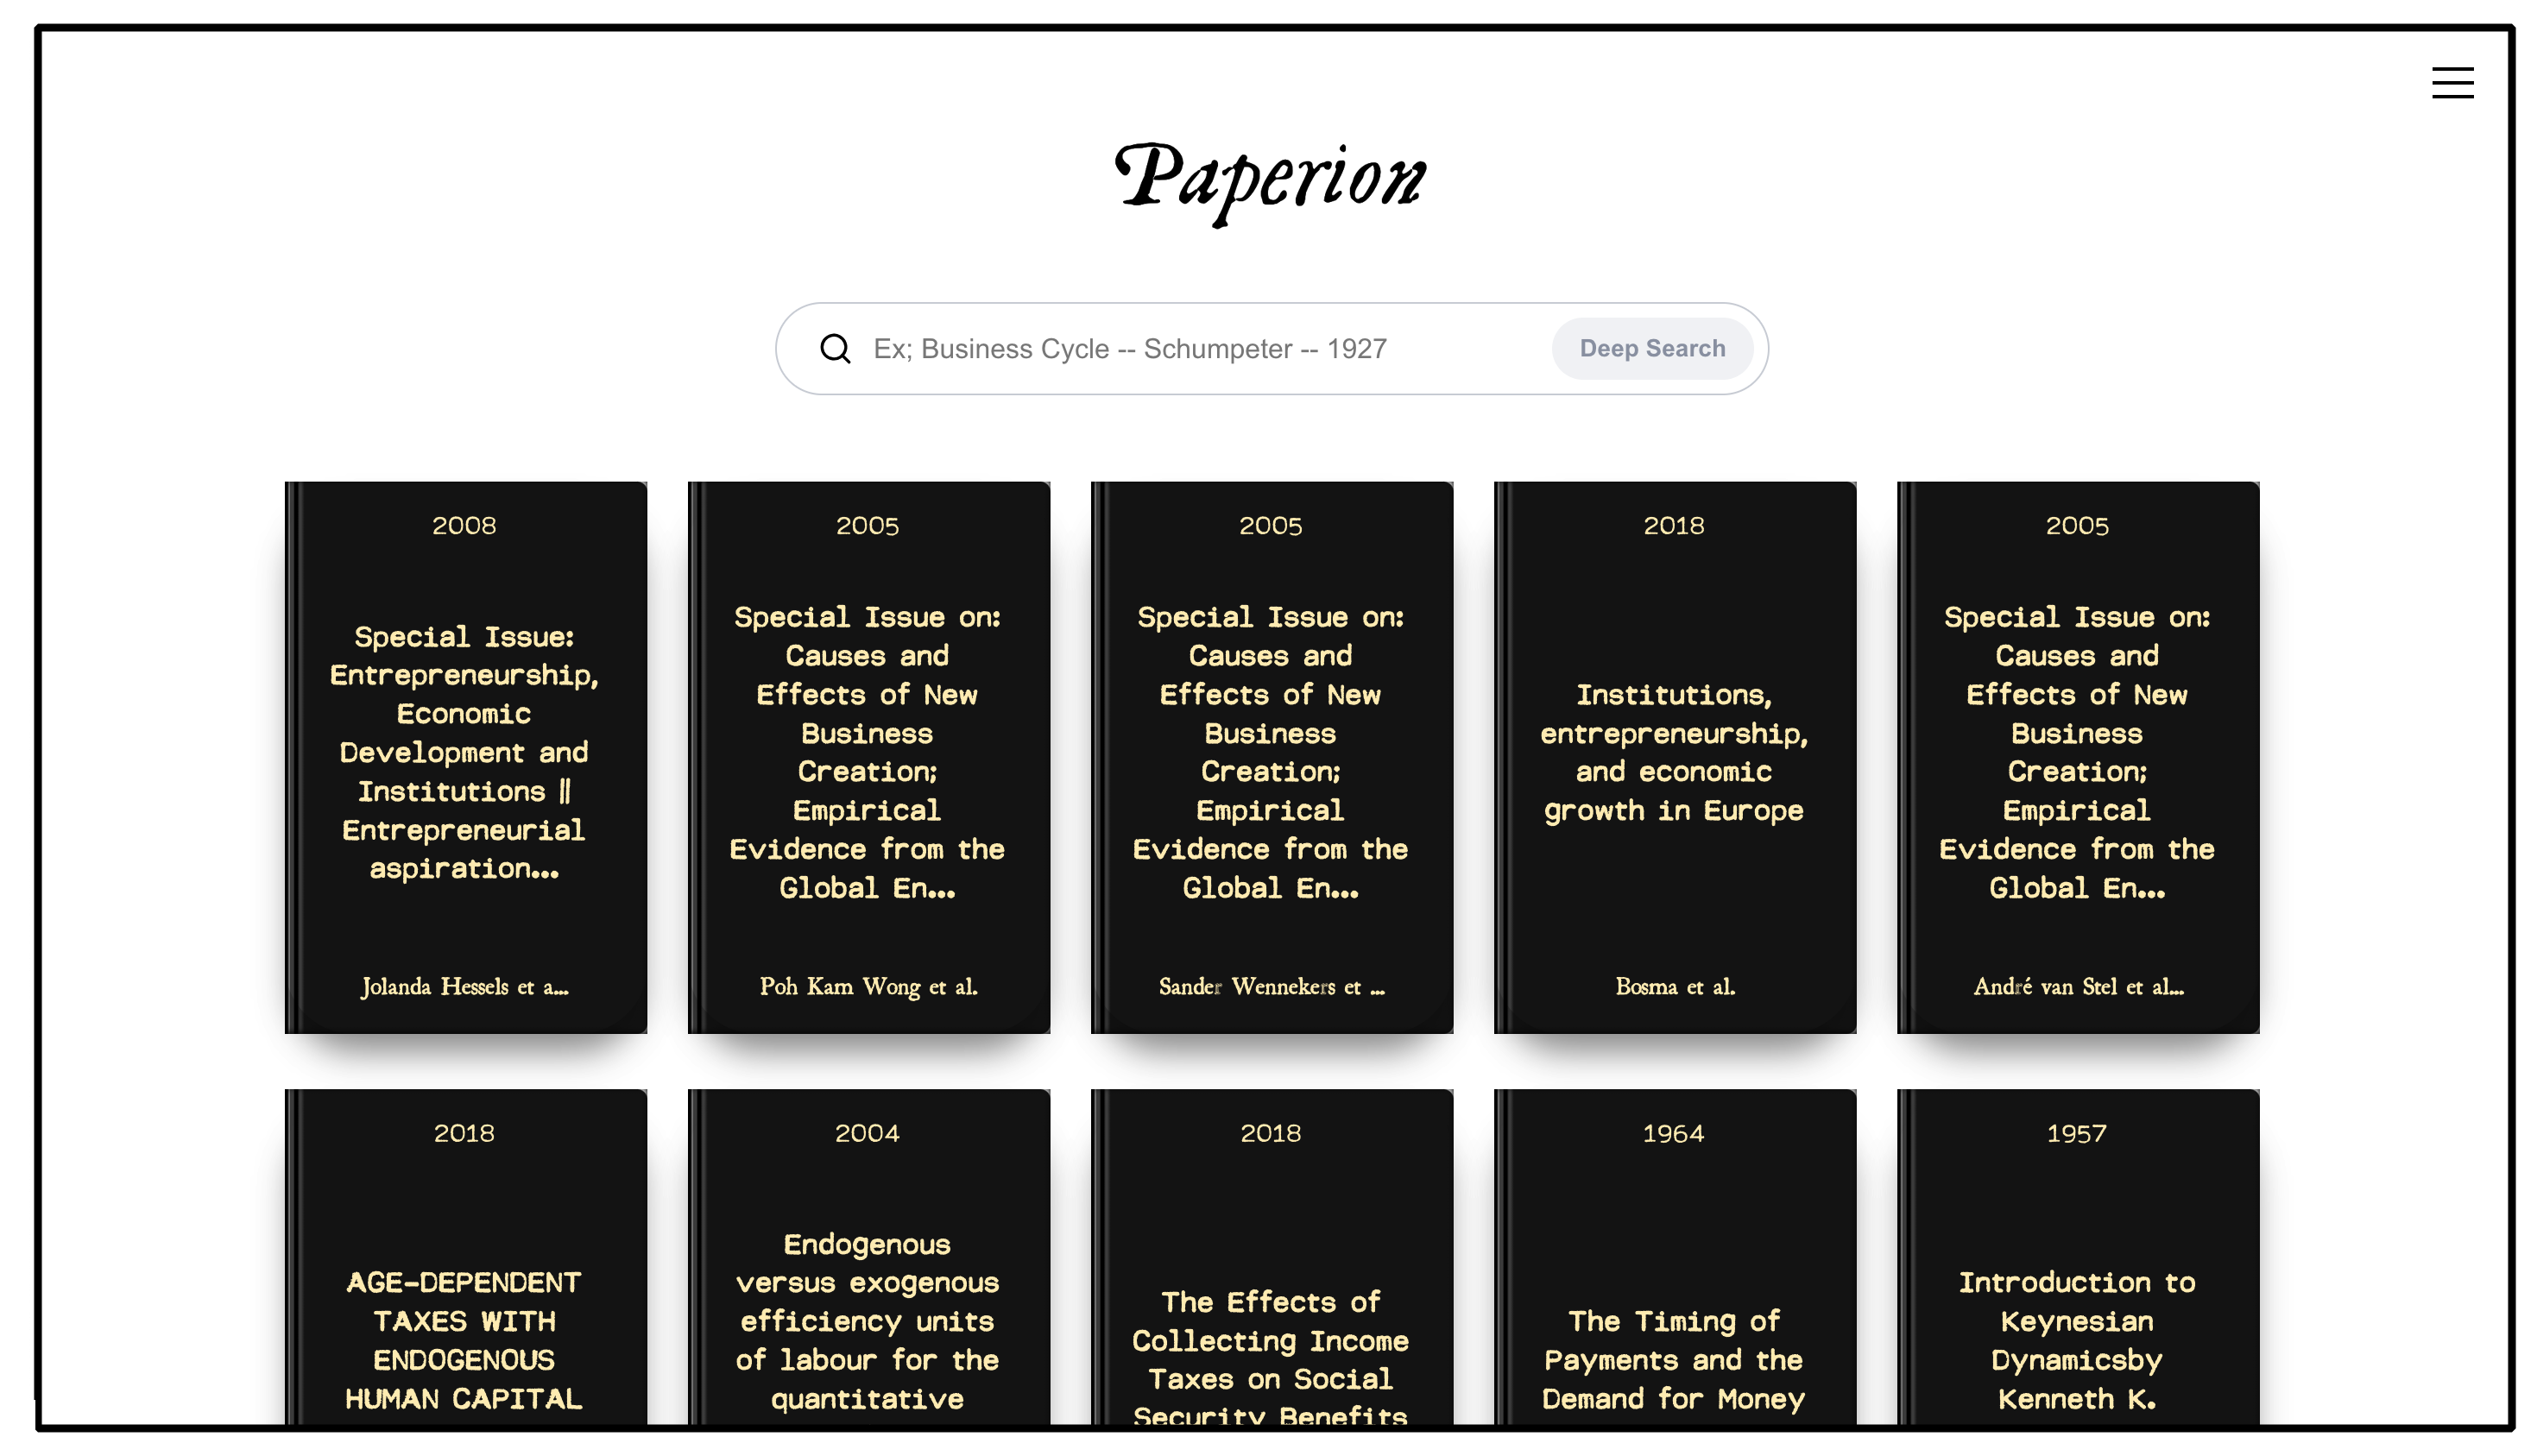 Paperion
Ex; Business Cycle -- Schumpeter -- 1927
Deep Search
2008
Special Issue:
Entrepreneurship,
Economic
Development and
Institutions ||
Entrepreneurial
aspiration...
Jolanda Hessels et a...
2005
Special Issue on:
Causes and
Effects of New
Business
Creation;
Empirical
Evidence from the
Global En...
Poh Kam Wong et al.
2005
Special Issue on:
Causes and
Effects of New
Business
Creation;
Empirical
Evidence from the
Global En...
Sander Wennekers et ...
2018
Institutions,
entrepreneurship,
and economic
growth in Europe
Bosma et al.
2005
Special Issue on:
Causes and
Effects of New
Business
Creation;
Empirical
Evidence from the
Global En...
André van Stel et al...
2018
AGE-DEPENDENT
TAXES WITH
ENDOGENOUS
HUMAN CAPITAL
2004
Endogenous
versus exogenous
efficiency units
of labour for the
quantitative
2018
The Effects of
Collecting Income
Taxes on Social
Security Benefits
1964
The Timing of
Payments and the
Demand for Money
1957
Introduction to
Keynesian
Dynamicsby
Kenneth K.